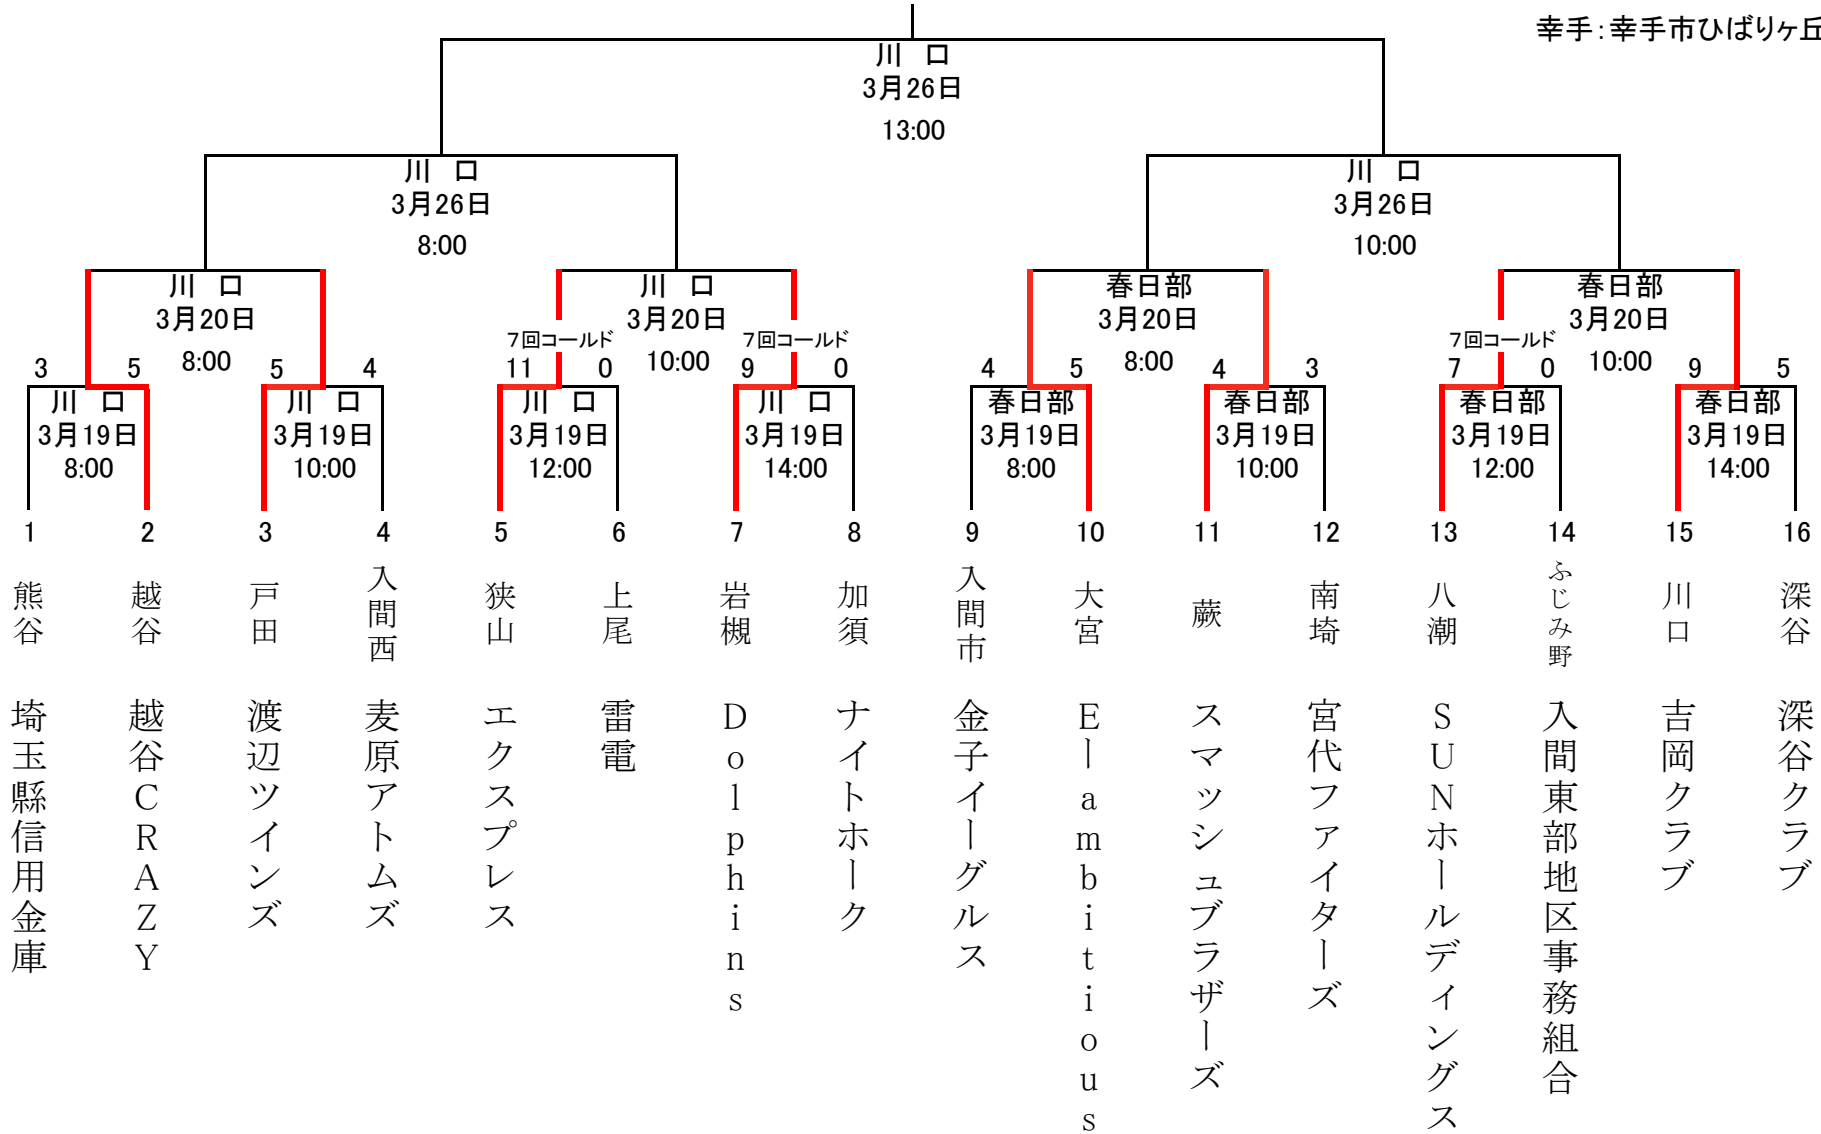 幸手：幸手市ひばりヶ丘
川 口
3月26日
13:00
川 口
3月26日
8:00
川 口
3月26日
10:00
川 口
3月20日
8:00
川 口
3月20日
10:00
春日部
3月20日
8:00
春日部
3月20日
10:00
7回コールド
7回コールド
7回コールド
3 5 5 4 11 0 9 0 4 5 4 3 7 0 9 5
川 口
3月19日
8:00
川 口
3月19日
10:00
川 口
3月19日
12:00
川 口
3月19日
14:00
春日部
3月19日
8:00
春日部
3月19日
10:00
春日部
3月19日
12:00
春日部
3月19日
14:00
1 2 3 4 5 6 7 8 9 10 11 12 13 14 15 16
熊谷
越谷
戸田
入間西
狭山
上尾
岩槻
加須
入間市
大宮
蕨
南埼
八潮
ふじみ野
川口
深谷
埼玉縣信用金庫
越谷CRAZY
渡辺ツインズ
麦原アトムズ
エクスプレス
雷電
Dolphins
ナイトホーク
金子イーグルス
E－ambitious
スマッシュブラザーズ
宮代ファイターズ
SUNホールディングス
入間東部地区事務組合
吉岡クラブ
深谷クラブ